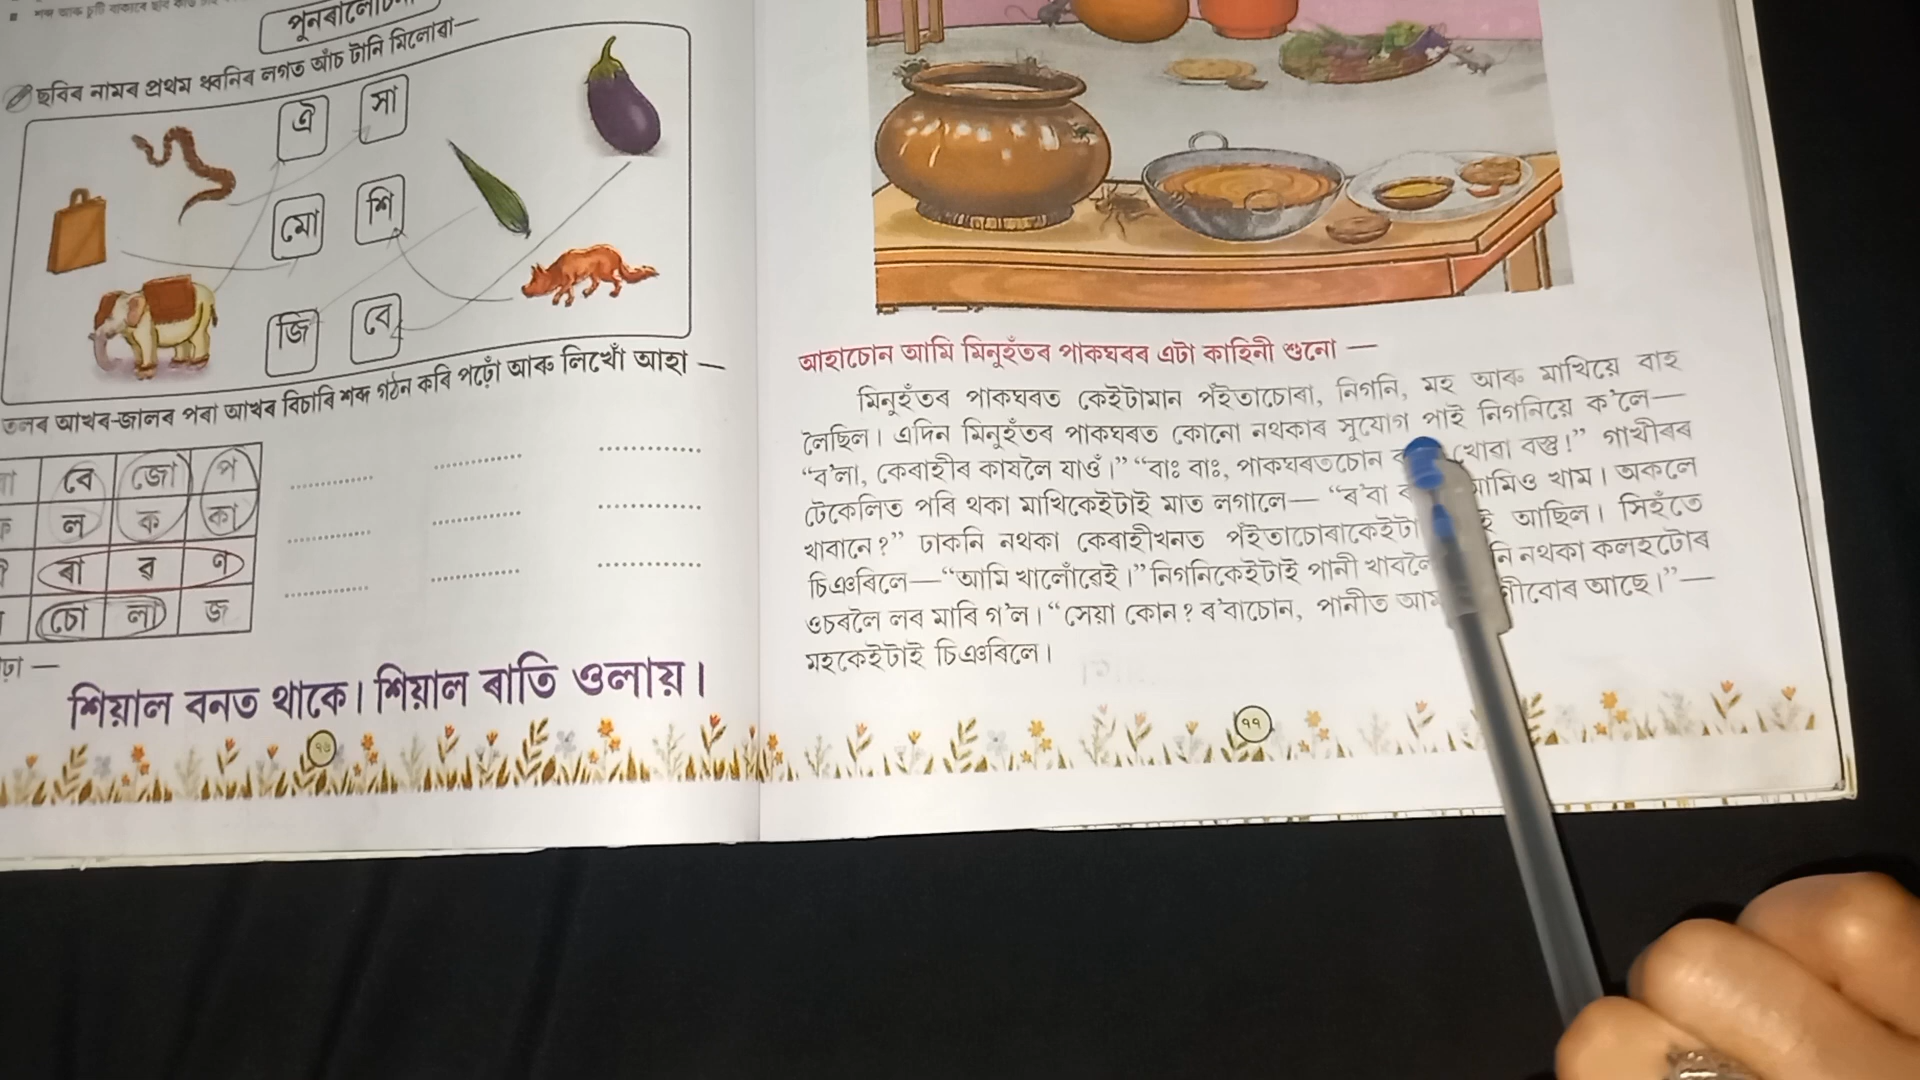 ছবিৰ নামৰ প্ৰথম ধ্বনিৰ লগত আঁচ টানি মিলোৱা—
ঐ সা
মো শি
জি বে
তলৰ আখৰ-জালৰ পৰা আখৰ বিচাৰি শব্দ গঠন কৰি পঢ়োঁ আৰু লিখোঁ আহা —
বে জো প
ল ক কা
ৰা ৱ ণ
চো লা জ
শিয়াল বনত থাকে। শিয়াল ৰাতি ওলায়।
৭৬
আহাচোন আমি মিনুহঁতৰ পাকঘৰৰ এটা কাহিনী শুনো —
মিনুহঁতৰ পাকঘৰত কেইটামান পঁইতাচোৰা, নিগনি, মহ আৰু মাখিয়ে বাহ
লৈছিল। এদিন মিনুহঁতৰ পাকঘৰত কোনো নথকাৰ সুযোগ পাই নিগনিয়ে ক'লে—
“ব'লা, কেৰাহীৰ কাষলৈ যাওঁ।” “বাঃ বাঃ, পাকঘৰতচোন খোৱা বস্তু!” গাখীৰৰ
টেকেলিত পৰি থকা মাখিকেইটাই মাত লগালে— “ৰ'বা আমিও খাম। অকলে
খাবানে?” ঢাকনি নথকা কেৰাহীখনত পঁইতাচোৰাকেইটা আছিল। সিহঁতে
চিঞৰিলে—“আমি খালোঁৱেই।” নিগনিকেইটাই পানী খাবলৈ নথকা কলহটোৰ
ওচৰলৈ লৰ মাৰি গ'ল। “সেয়া কোন? ৰ'বাচোন, পানীত আছে।”—
মহকেইটাই চিঞৰিলে।
৭৭